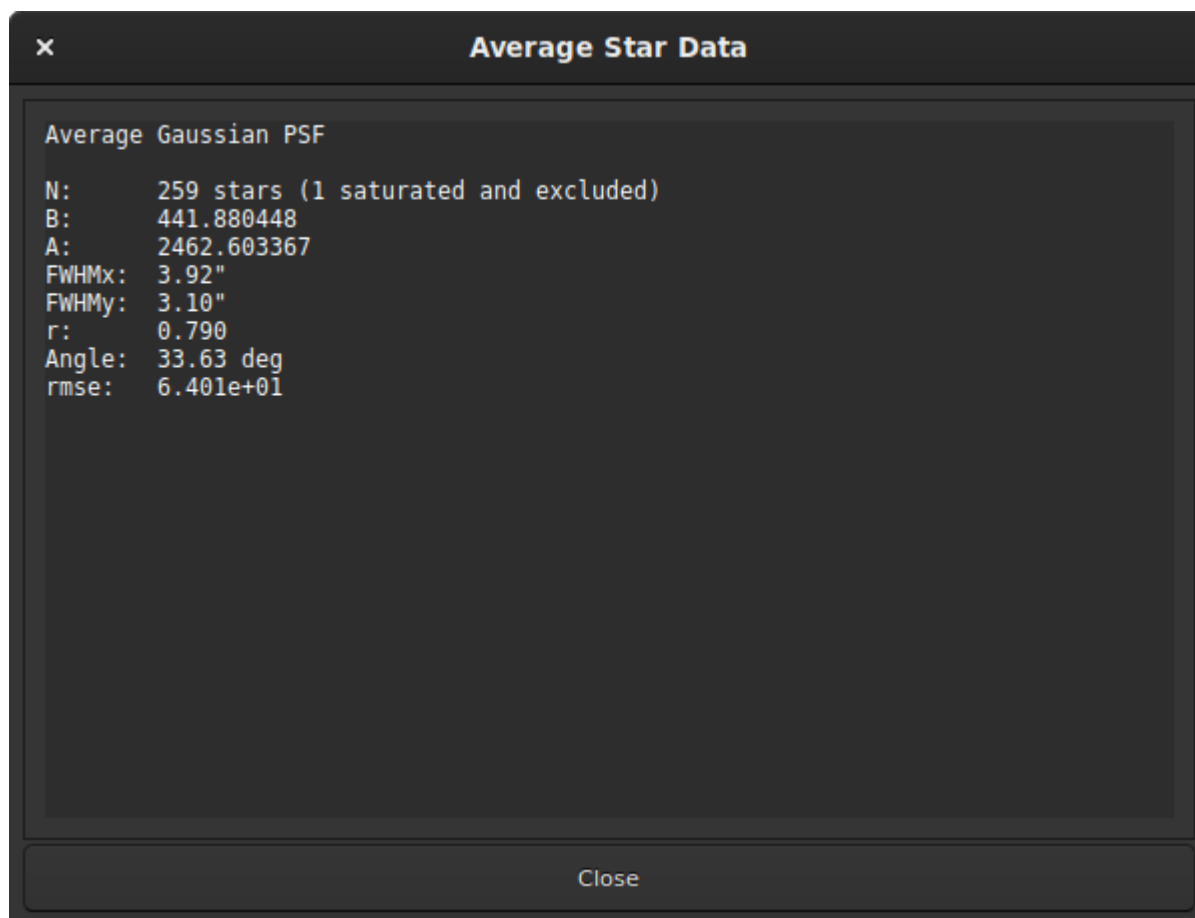 Average Star Data
Average Gaussian PSF
N: 259 stars (1 saturated and excluded)
B: 441.880448
A: 2462.603367
FWHMx: 3.92"
FWHMy: 3.10"
r: 0.790
Angle: 33.63 deg
rmse: 6.401e+01
Close